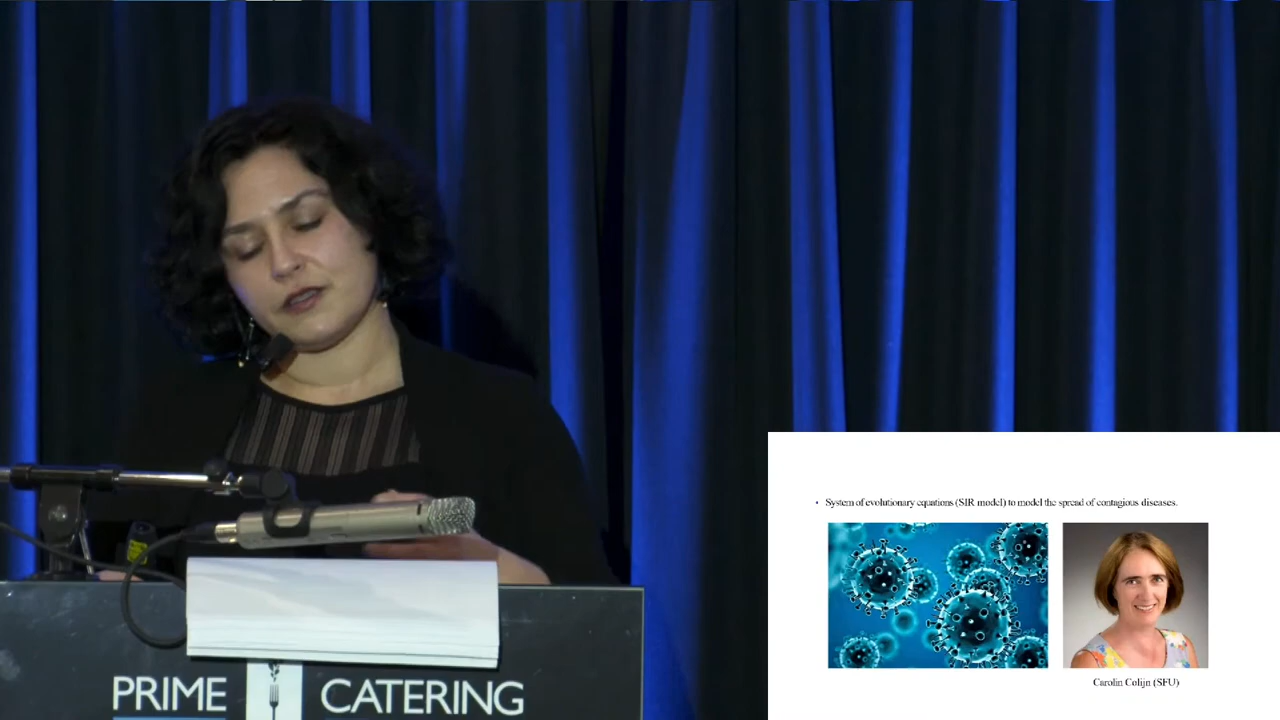 • System of evolutionary equations (SIR model) to model the spread of contagious diseases.
Carolin Colijn (SFU)
PRIME CATERING